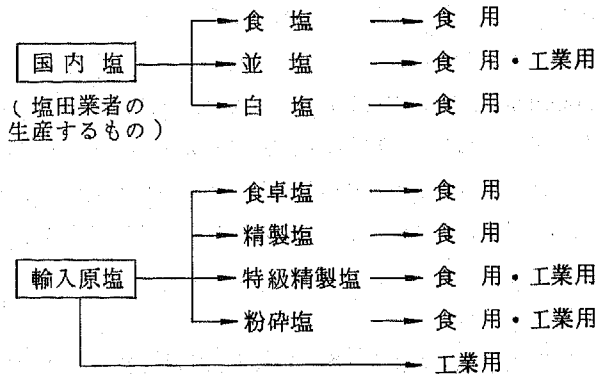 食塩 食用
国内塩 並塩 食用・工業用
(塩田業者の 白塩 食用
生産するもの)
食卓塩 食用
精製塩 食用
輸入原塩 特級精製塩 食用・工業用
粉砕塩 食用・工業用
工業用